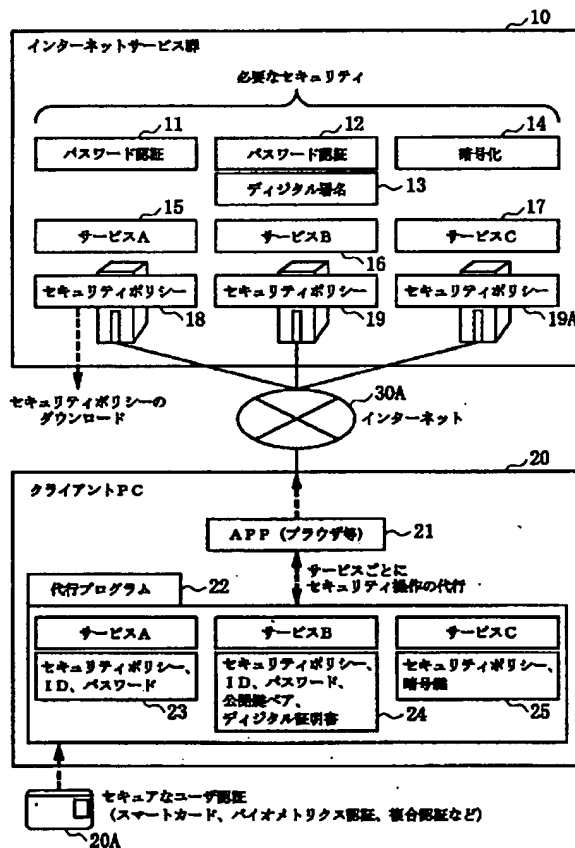 10
インターネットサービス群
必要なセキュリティ
11
12
14
パスワード認証
パスワード認証
暗号化
ディジタル署名
13
15
17
サービスA
サービスB
サービスC
16
セキュリティポリシー
セキュリティポリシー
セキュリティポリシー
18
19
19A
セキュリティポリシーの
ダウンロード
30A
インターネット
20
クライアントPC
APP(ブラウザ等)
21
サービスごとに
セキュリティ操作の代行
代行プログラム
22
サービスA
サービスB
サービスC
セキュリティポリシー、
ID、パスワード
23
セキュリティポリシー、
ID、パスワード、
公開鍵ペア、
ディジタル証明書
24
セキュリティポリシー、
暗号鍵
25
セキュアなユーザ認証
(スマートカード、バイオメトリクス認証、複合認証など)
20A